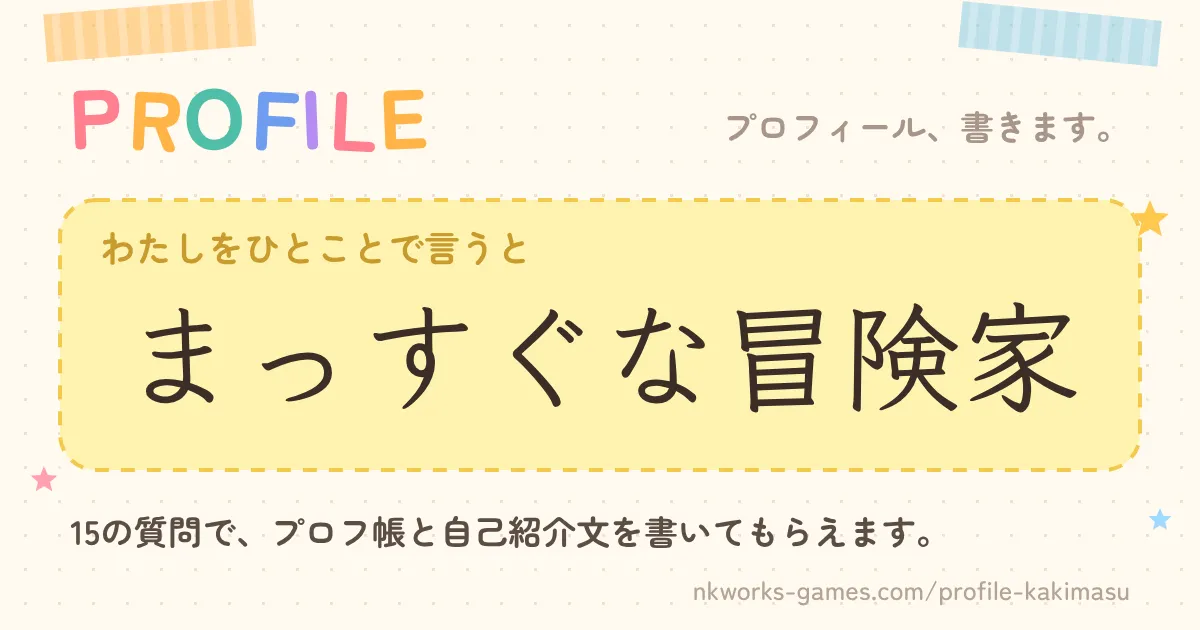 PROFILE
プロフィール、書きます。
わたしをひとことで言うと
まっすぐな冒険家
15の質問で、プロフ帳と自己紹介文を書いてもらえます。
nkworks-games.com/profile-kakimasu